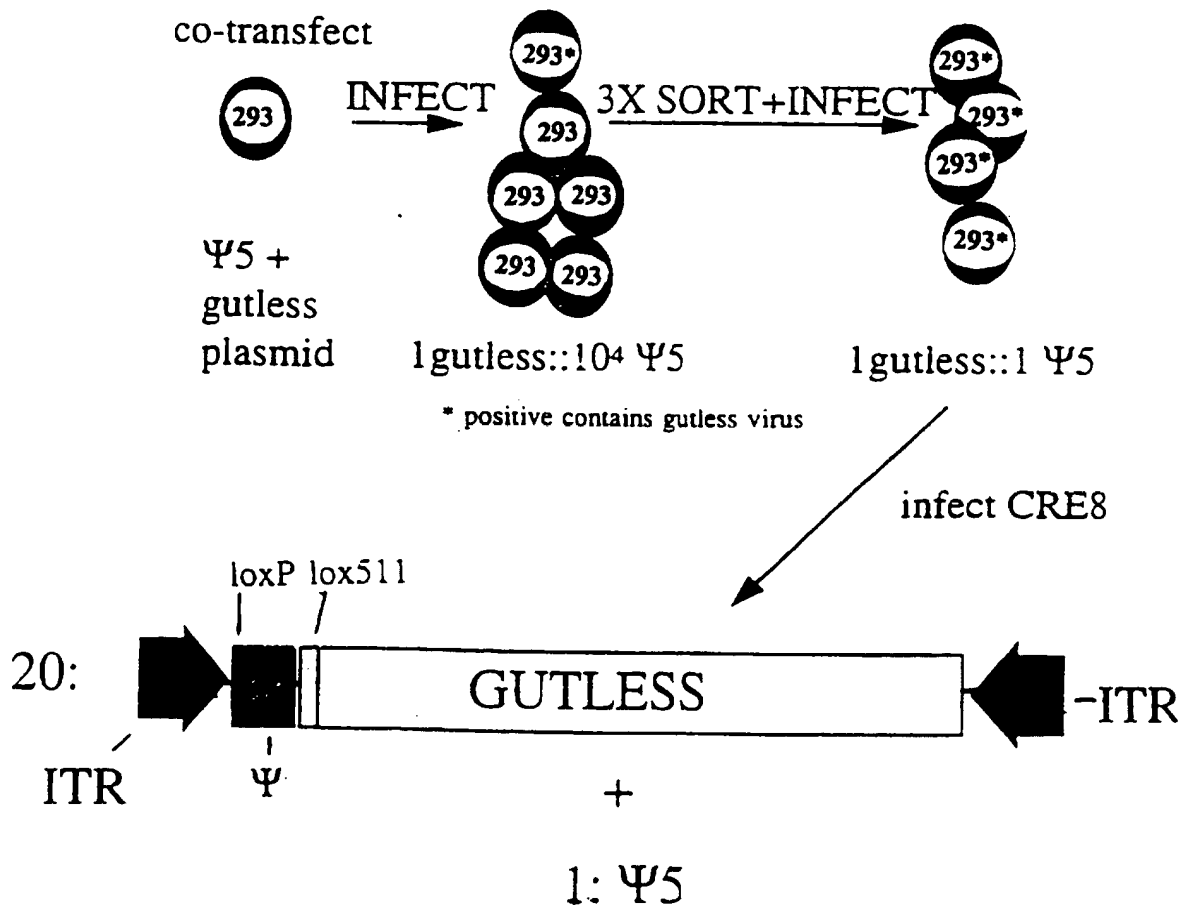 co-transfect
293
INFECT
293*
293
293
293
293
293
3X SORT+INFECT
293*
293*
293*
293*
Ψ5 +
gutless
plasmid
1gutless::10⁴ Ψ5
1gutless::1 Ψ5
* positive contains gutless virus
infect CRE8
loxP lox511
20:
GUTLESS
-ITR
ITR
Ψ
+
1: Ψ5